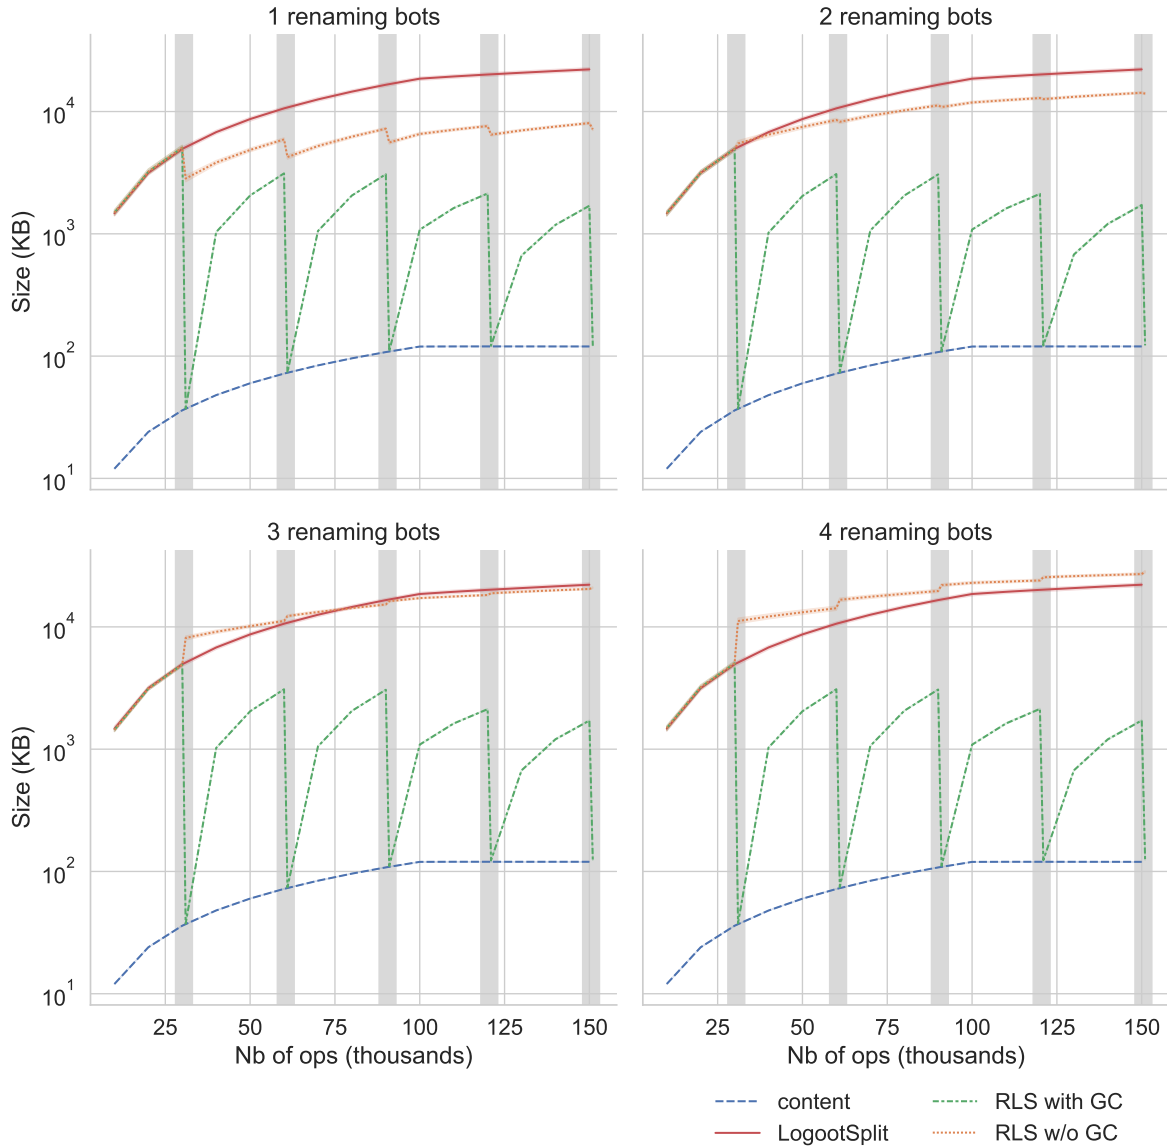 1 renaming bots
2 renaming bots
Size (KB)
10^4
10^3
10^2
10^1
3 renaming bots
4 renaming bots
Size (KB)
10^4
10^3
10^2
10^1
25 50 75 100 125 150
25 50 75 100 125 150
Nb of ops (thousands)
Nb of ops (thousands)
content
RLS with GC
LogootSplit
RLS w/o GC